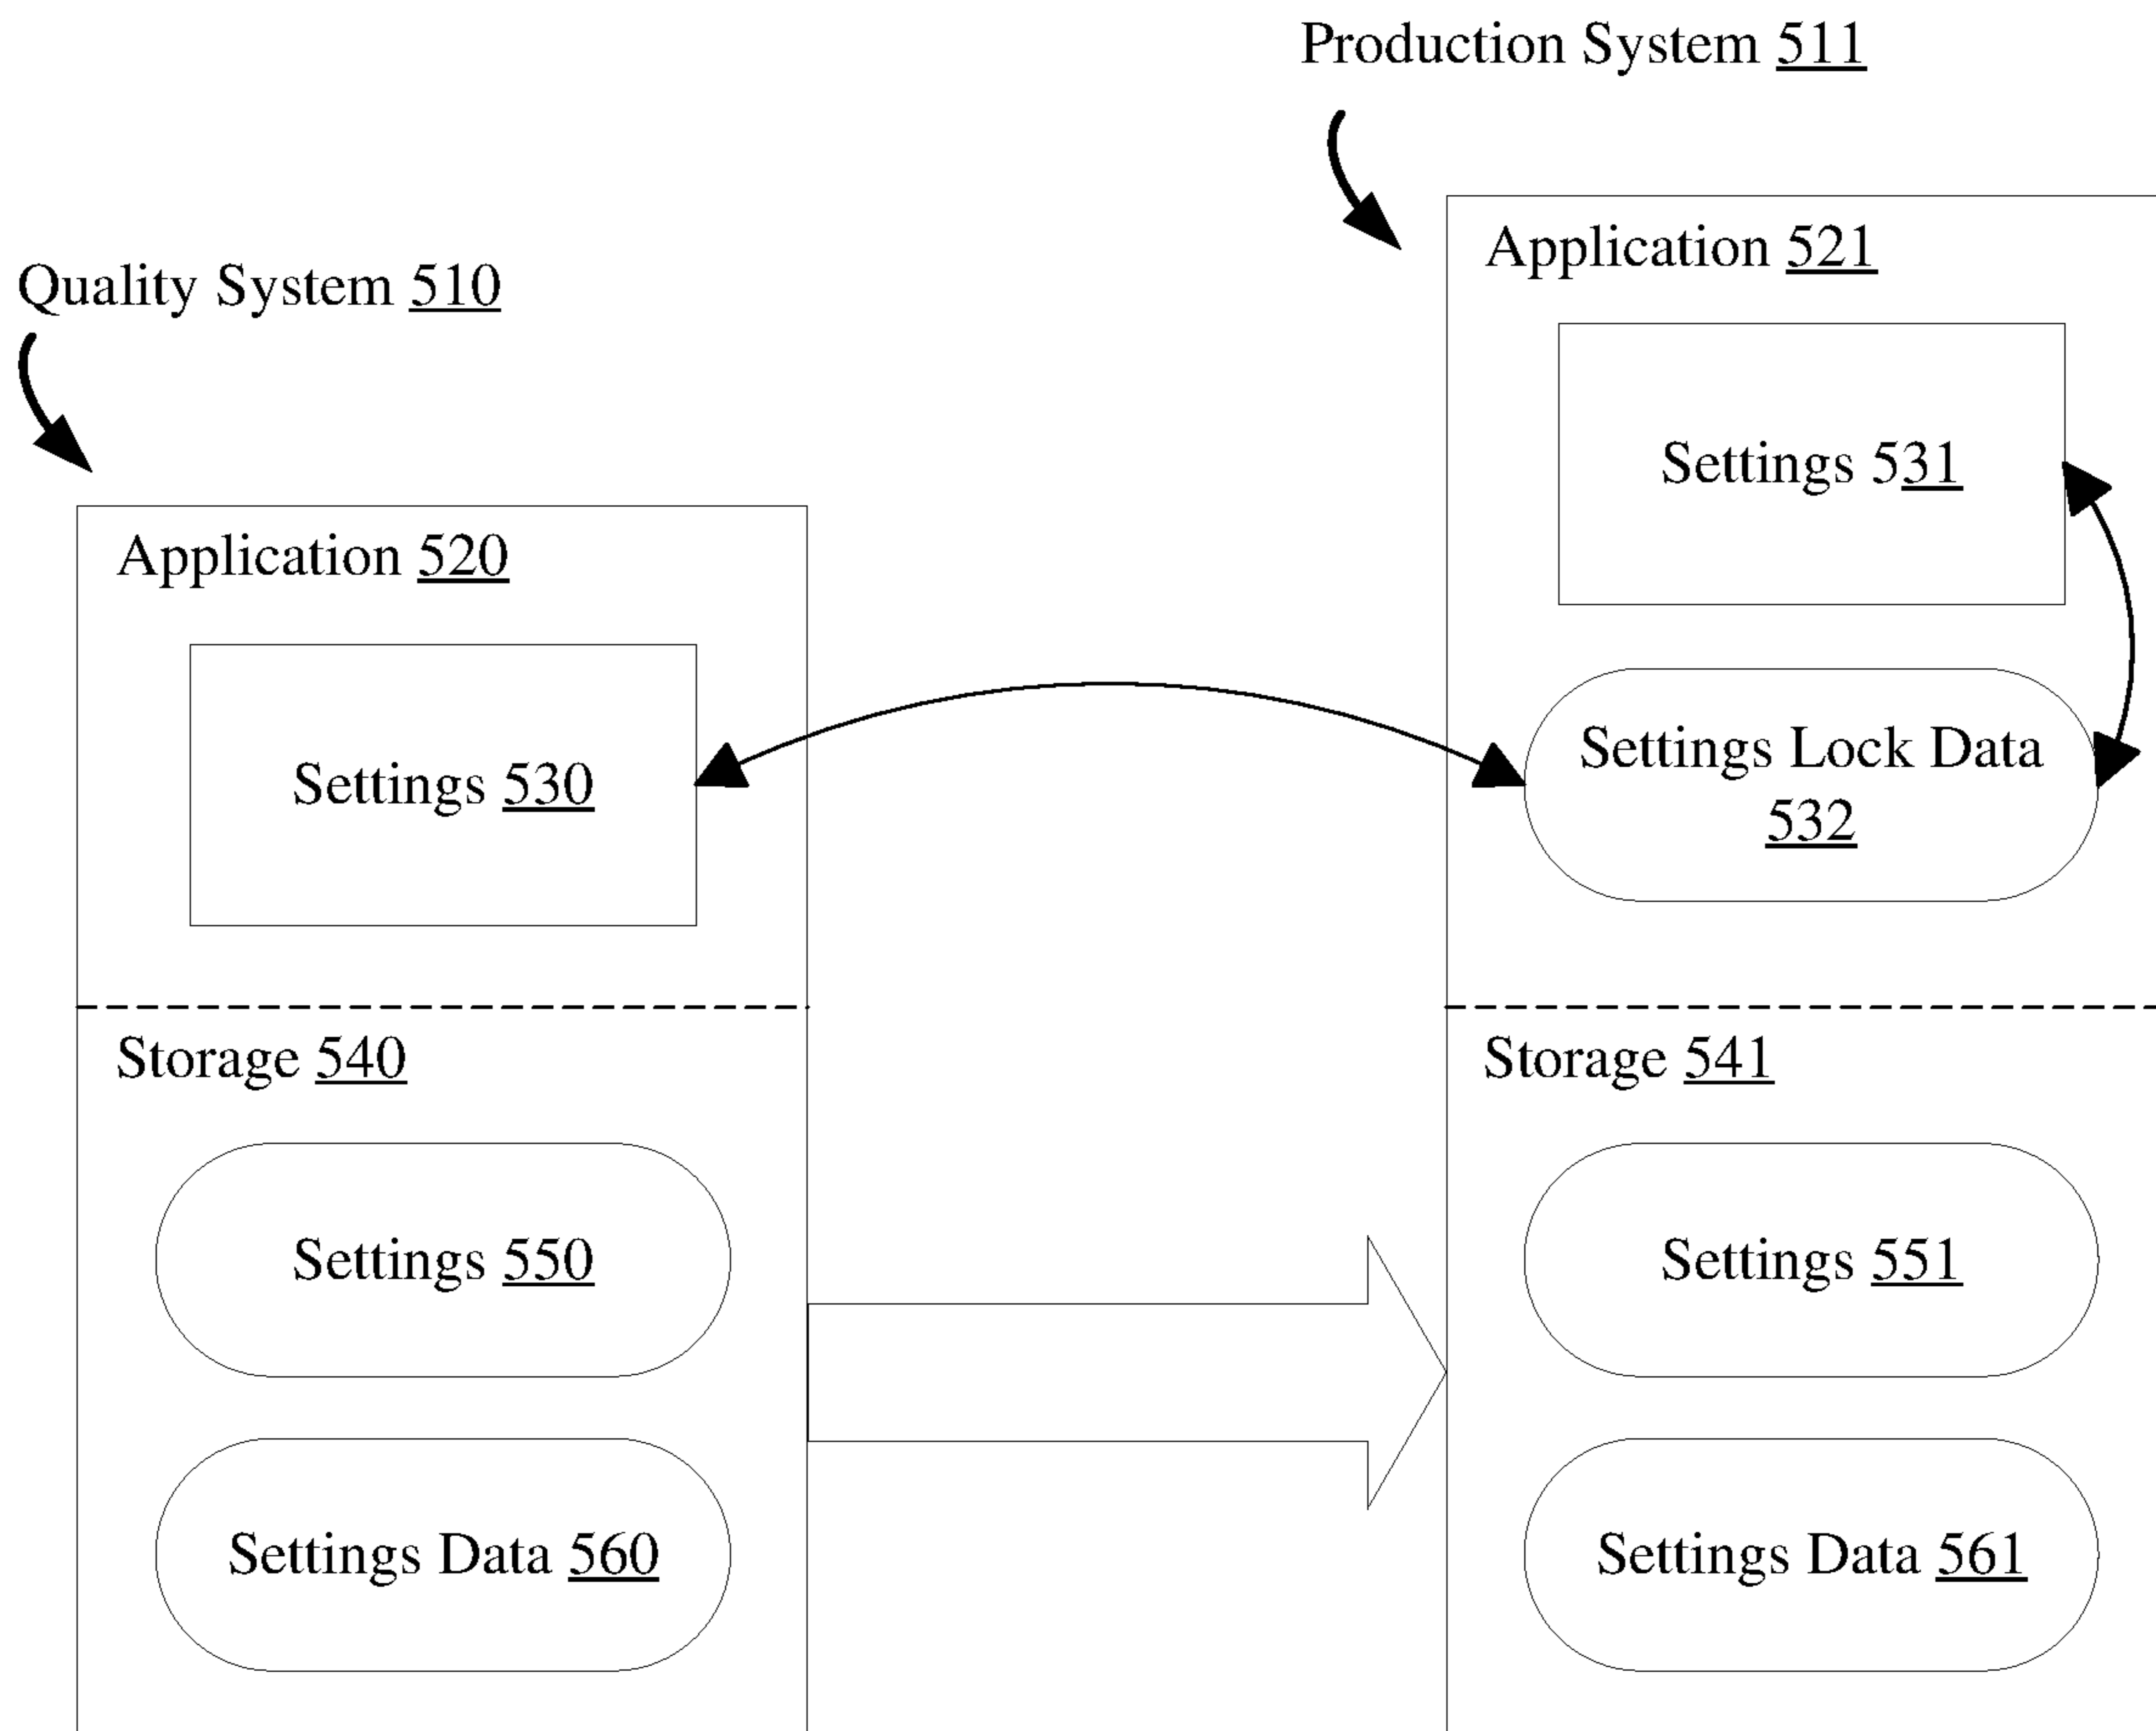 Production System 511
Quality System 510
Application 521
Settings 531
Application 520
Settings 530
Settings Lock Data
532
Storage 540
Storage 541
Settings 550
Settings 551
Settings Data 560
Settings Data 561